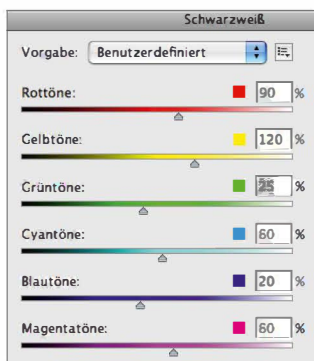 Schwarzweiß
Vorgabe: Benutzerdefiniert
Rottöne: 90 %
Gelbtöne: 120 %
Grüntöne: 25 %
Cyantöne: 60 %
Blautöne: 20 %
Magentatöne: 60 %